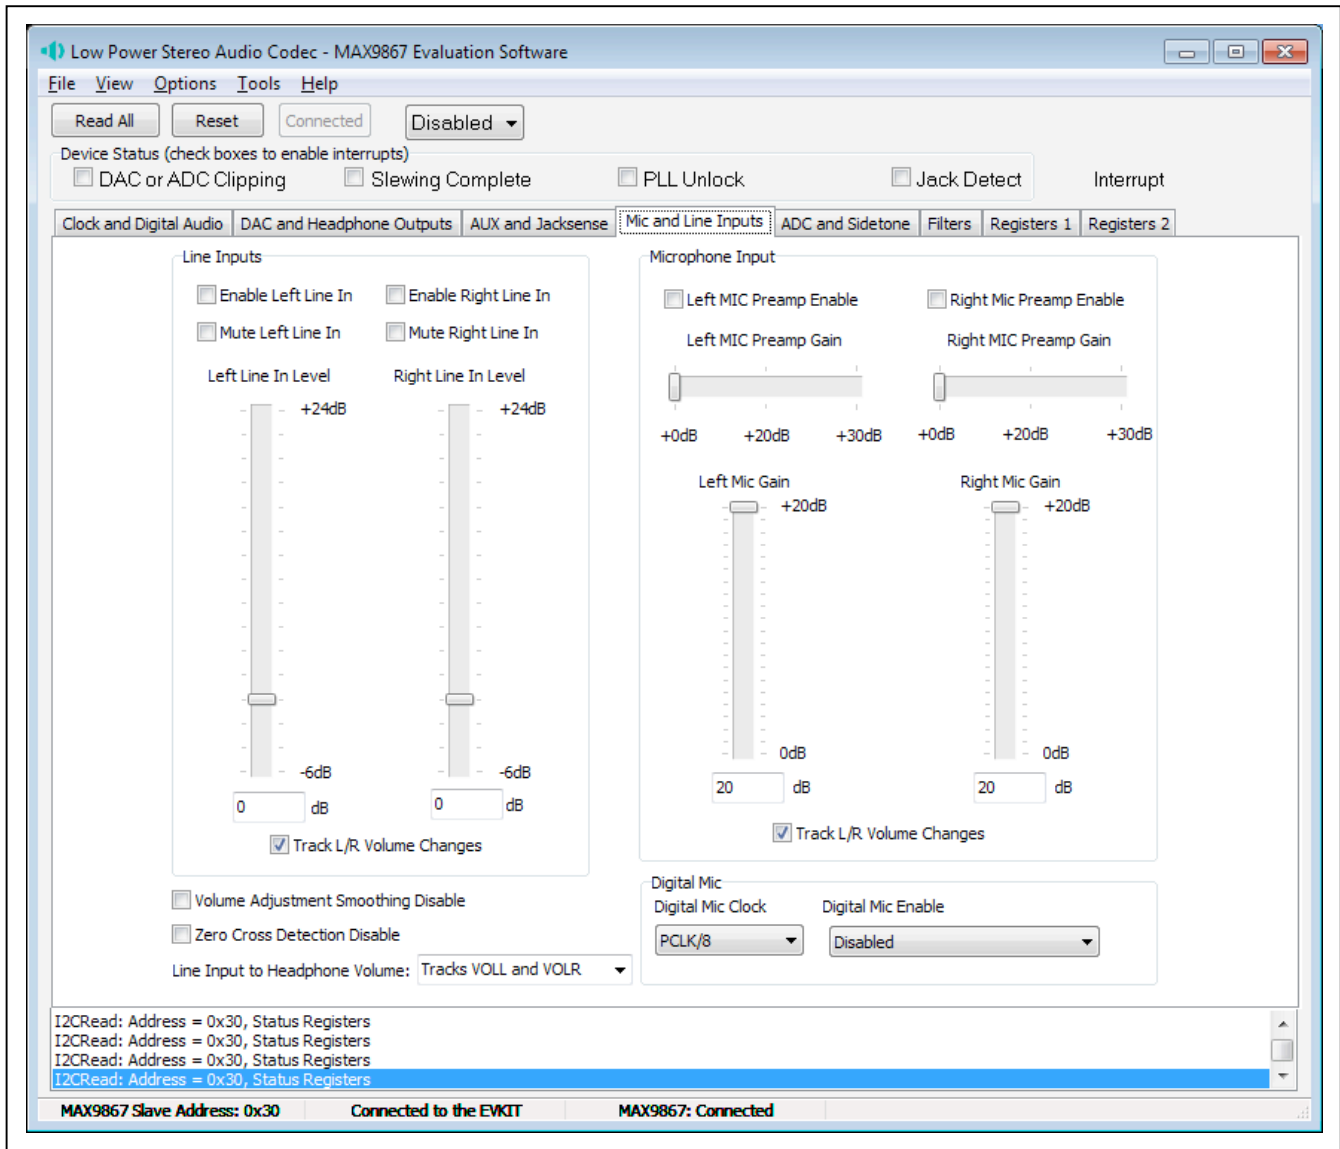 Low Power Stereo Audio Codec - MAX9867 Evaluation Software
File View Options Tools Help
Read All Reset Connected Disabled
Device Status (check boxes to enable interrupts)
DAC or ADC Clipping Slewing Complete PLL Unlock Jack Detect Interrupt
Clock and Digital Audio DAC and Headphone Outputs AUX and Jacksense Mic and Line Inputs ADC and Sidetone Filters Registers 1 Registers 2
Line Inputs
Enable Left Line In Enable Right Line In
Mute Left Line In Mute Right Line In
Left Line In Level Right Line In Level
+24dB +24dB
-6dB -6dB
0 dB 0 dB
Track L/R Volume Changes
Volume Adjustment Smoothing Disable
Zero Cross Detection Disable
Line Input to Headphone Volume: Tracks VOLL and VOLR
Microphone Input
Left MIC Preamp Enable Right Mic Preamp Enable
Left MIC Preamp Gain Right MIC Preamp Gain
+0dB +20dB +30dB +0dB +20dB +30dB
Left Mic Gain Right Mic Gain
+20dB +20dB
0dB 0dB
20 dB 20 dB
Track L/R Volume Changes
Digital Mic
Digital Mic Clock Digital Mic Enable
PCLK/8 Disabled
I2CRead: Address = 0x30, Status Registers
I2CRead: Address = 0x30, Status Registers
I2CRead: Address = 0x30, Status Registers
I2CRead: Address = 0x30, Status Registers
MAX9867 Slave Address: 0x30 Connected to the EVKIT MAX9867: Connected